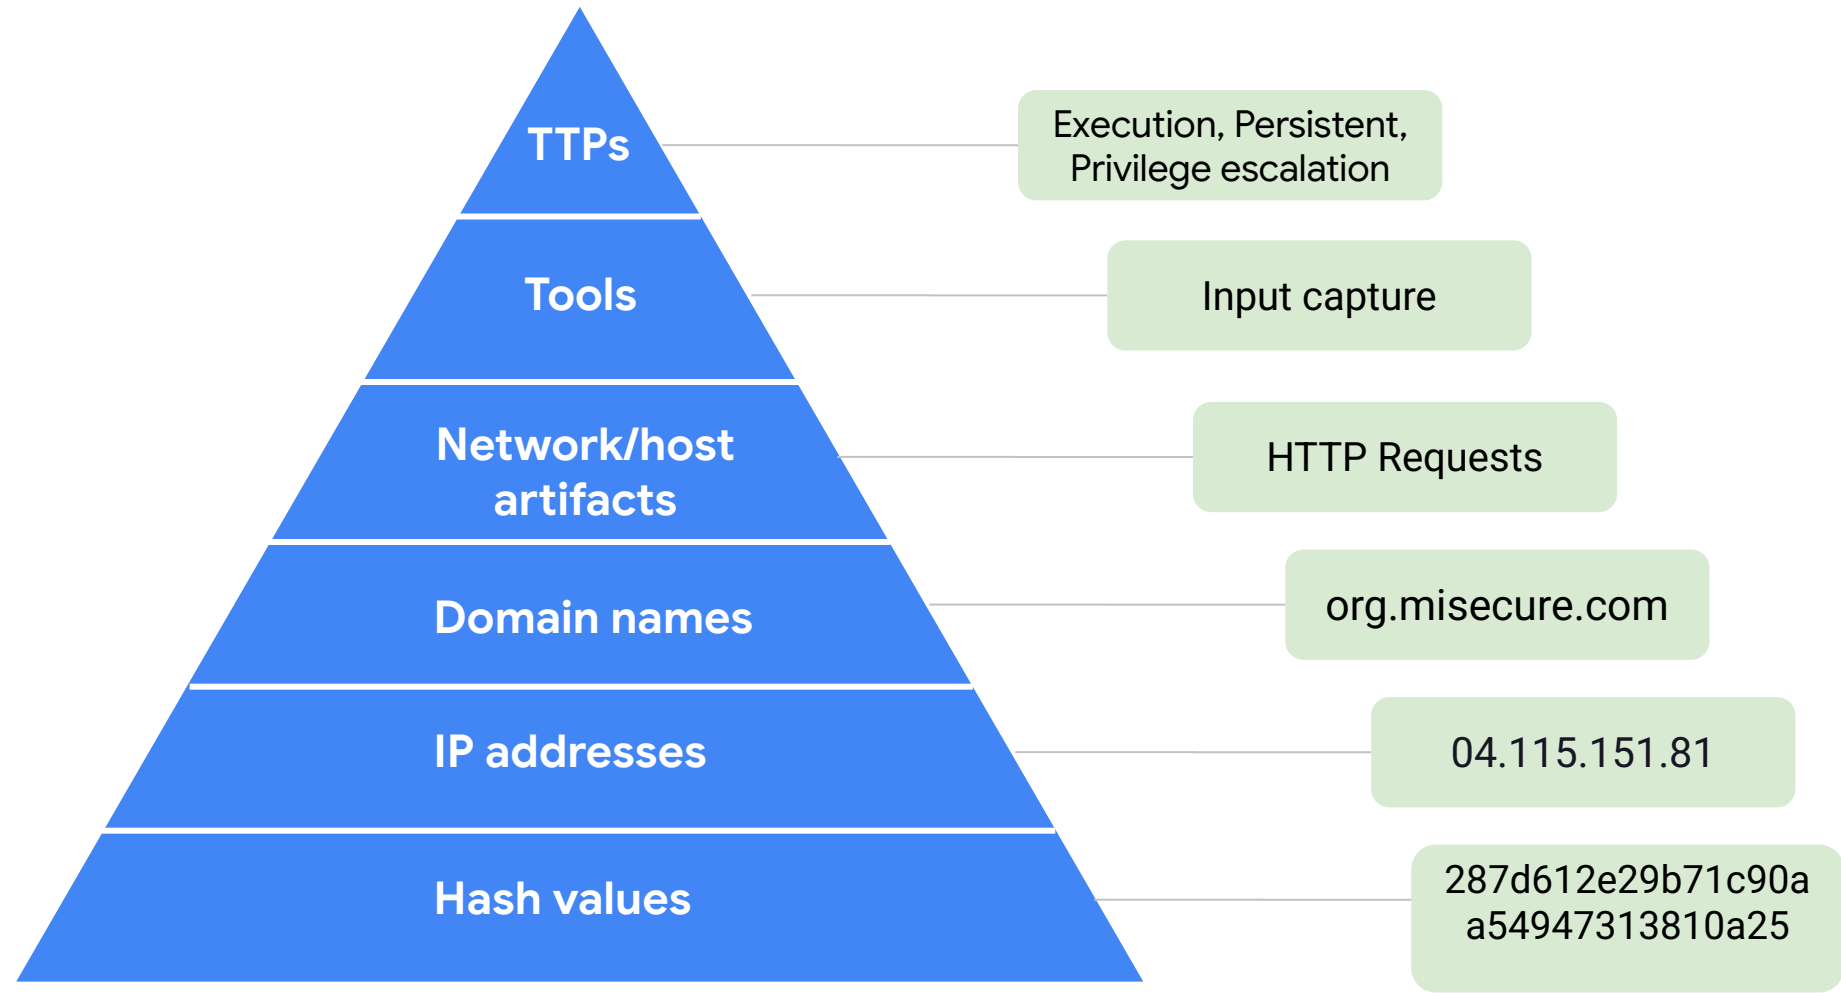 TTPs
Execution, Persistent,
Privilege escalation
Tools
Input capture
Network/host
artifacts
HTTP Requests
Domain names
org.misecure.com
IP addresses
04.115.151.81
Hash values
287d612e29b71c90a
a54947313810a25